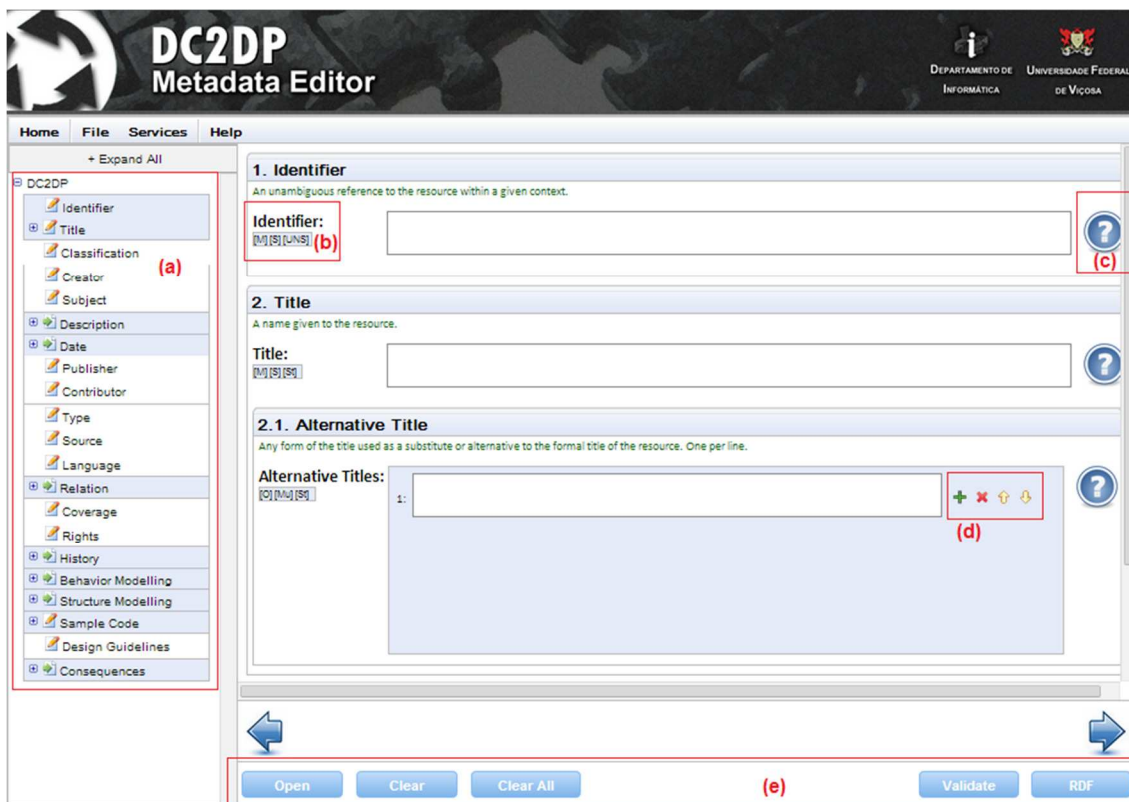 DC2DP
Metadata Editor
DEPARTAMENTO DE
INFORMÁTICA
UNIVERSIDADE FEDERAL
DE VIÇOSA
Home File Services Help
+ Expand All
DC2DP
Identifier
Title
Classification
Creator
Subject
Description
Date
Publisher
Contributor
Type
Source
Language
Relation
Coverage
Rights
History
Behavior Modelling
Structure Modelling
Sample Code
Design Guidelines
Consequences
(a)
1. Identifier
An unambiguous reference to the resource within a given context.
Identifier:
[M] [S] [UNS]
(b)
?
(c)
2. Title
A name given to the resource.
Title:
[M] [S] [St]
?
2.1. Alternative Title
Any form of the title used as a substitute or alternative to the formal title of the resource. One per line.
Alternative Titles:
[O] [Mu] [St]
1:
(d)
?
Open Clear Clear All (e) Validate RDF